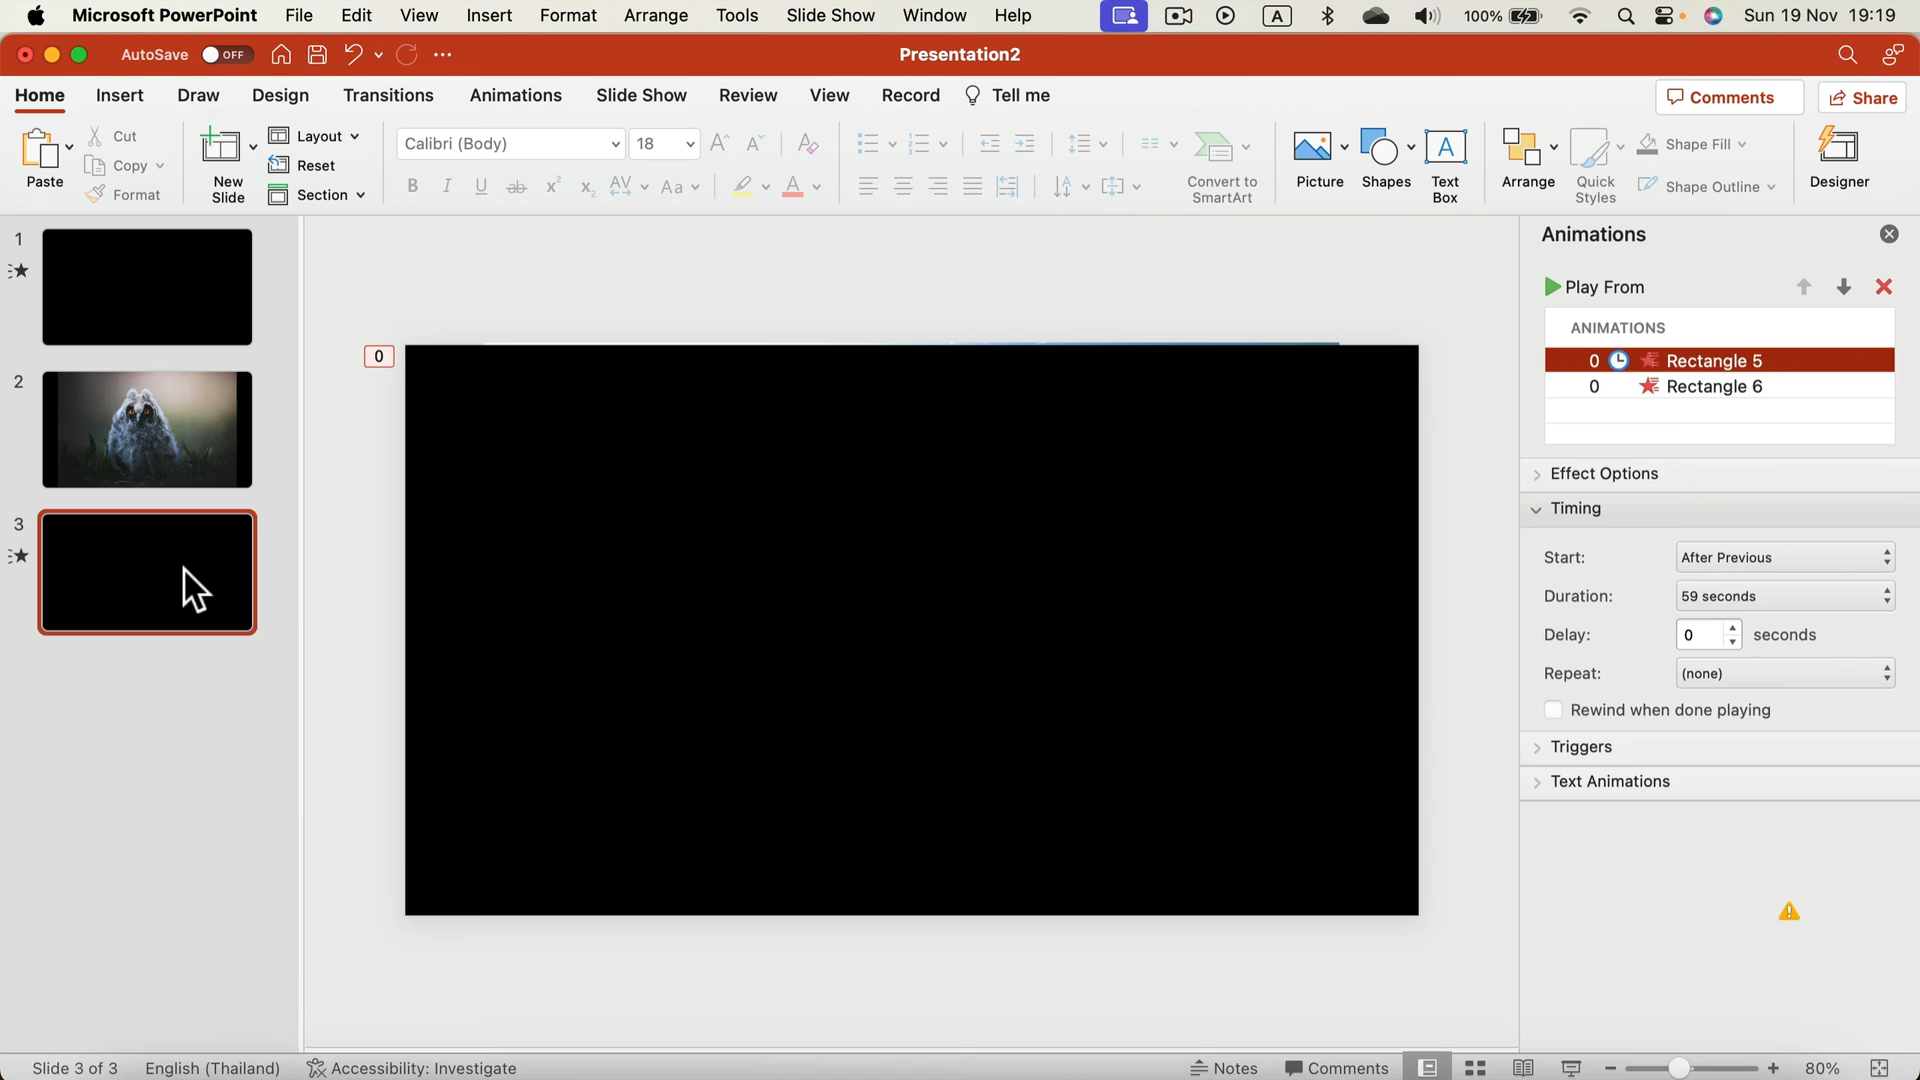 Microsoft PowerPoint File Edit View Insert Format Arrange Tools Slide Show Window Help A 100% Sun 19 Nov 19:19
AutoSave OFF Presentation2
Home Insert Draw Design Transitions Animations Slide Show Review View Record Tell me Comments Share
Paste Cut Copy Format
New Slide Layout Reset Section
Calibri (Body) 18
B I U ab x² x₂ AV Aa A
Convert to SmartArt
Picture Shapes Text Box
Arrange Quick Styles Shape Fill Shape Outline Designer
1
2
3
0
Animations
Play From
ANIMATIONS
0 Rectangle 5
0 Rectangle 6
Effect Options
Timing
Start: After Previous
Duration: 59 seconds
Delay: 0 seconds
Repeat: (none)
Rewind when done playing
Triggers
Text Animations
Slide 3 of 3 English (Thailand) Accessibility: Investigate Notes Comments 80%